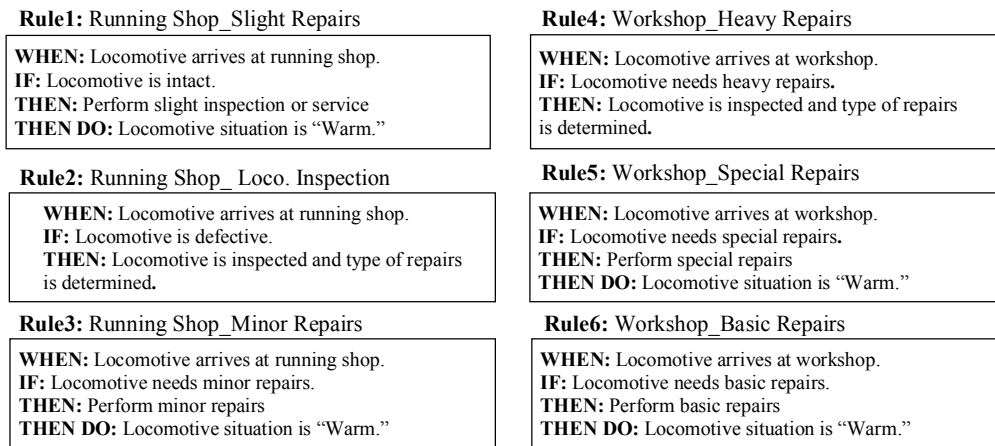 Rule1: Running Shop_Slight Repairs
WHEN: Locomotive arrives at running shop.
IF: Locomotive is intact.
THEN: Perform slight inspection or service
THEN DO: Locomotive situation is “Warm.”
Rule2: Running Shop_ Loco. Inspection
WHEN: Locomotive arrives at running shop.
IF: Locomotive is defective.
THEN: Locomotive is inspected and type of repairs
is determined.
Rule3: Running Shop_Minor Repairs
WHEN: Locomotive arrives at running shop.
IF: Locomotive needs minor repairs.
THEN: Perform minor repairs
THEN DO: Locomotive situation is “Warm.”
Rule4: Workshop_Heavy Repairs
WHEN: Locomotive arrives at workshop.
IF: Locomotive needs heavy repairs.
THEN: Locomotive is inspected and type of repairs
is determined.
Rule5: Workshop_Special Repairs
WHEN: Locomotive arrives at workshop.
IF: Locomotive needs special repairs.
THEN: Perform special repairs
THEN DO: Locomotive situation is “Warm.”
Rule6: Workshop_Basic Repairs
WHEN: Locomotive arrives at workshop.
IF: Locomotive needs basic repairs.
THEN: Perform basic repairs
THEN DO: Locomotive situation is “Warm.”